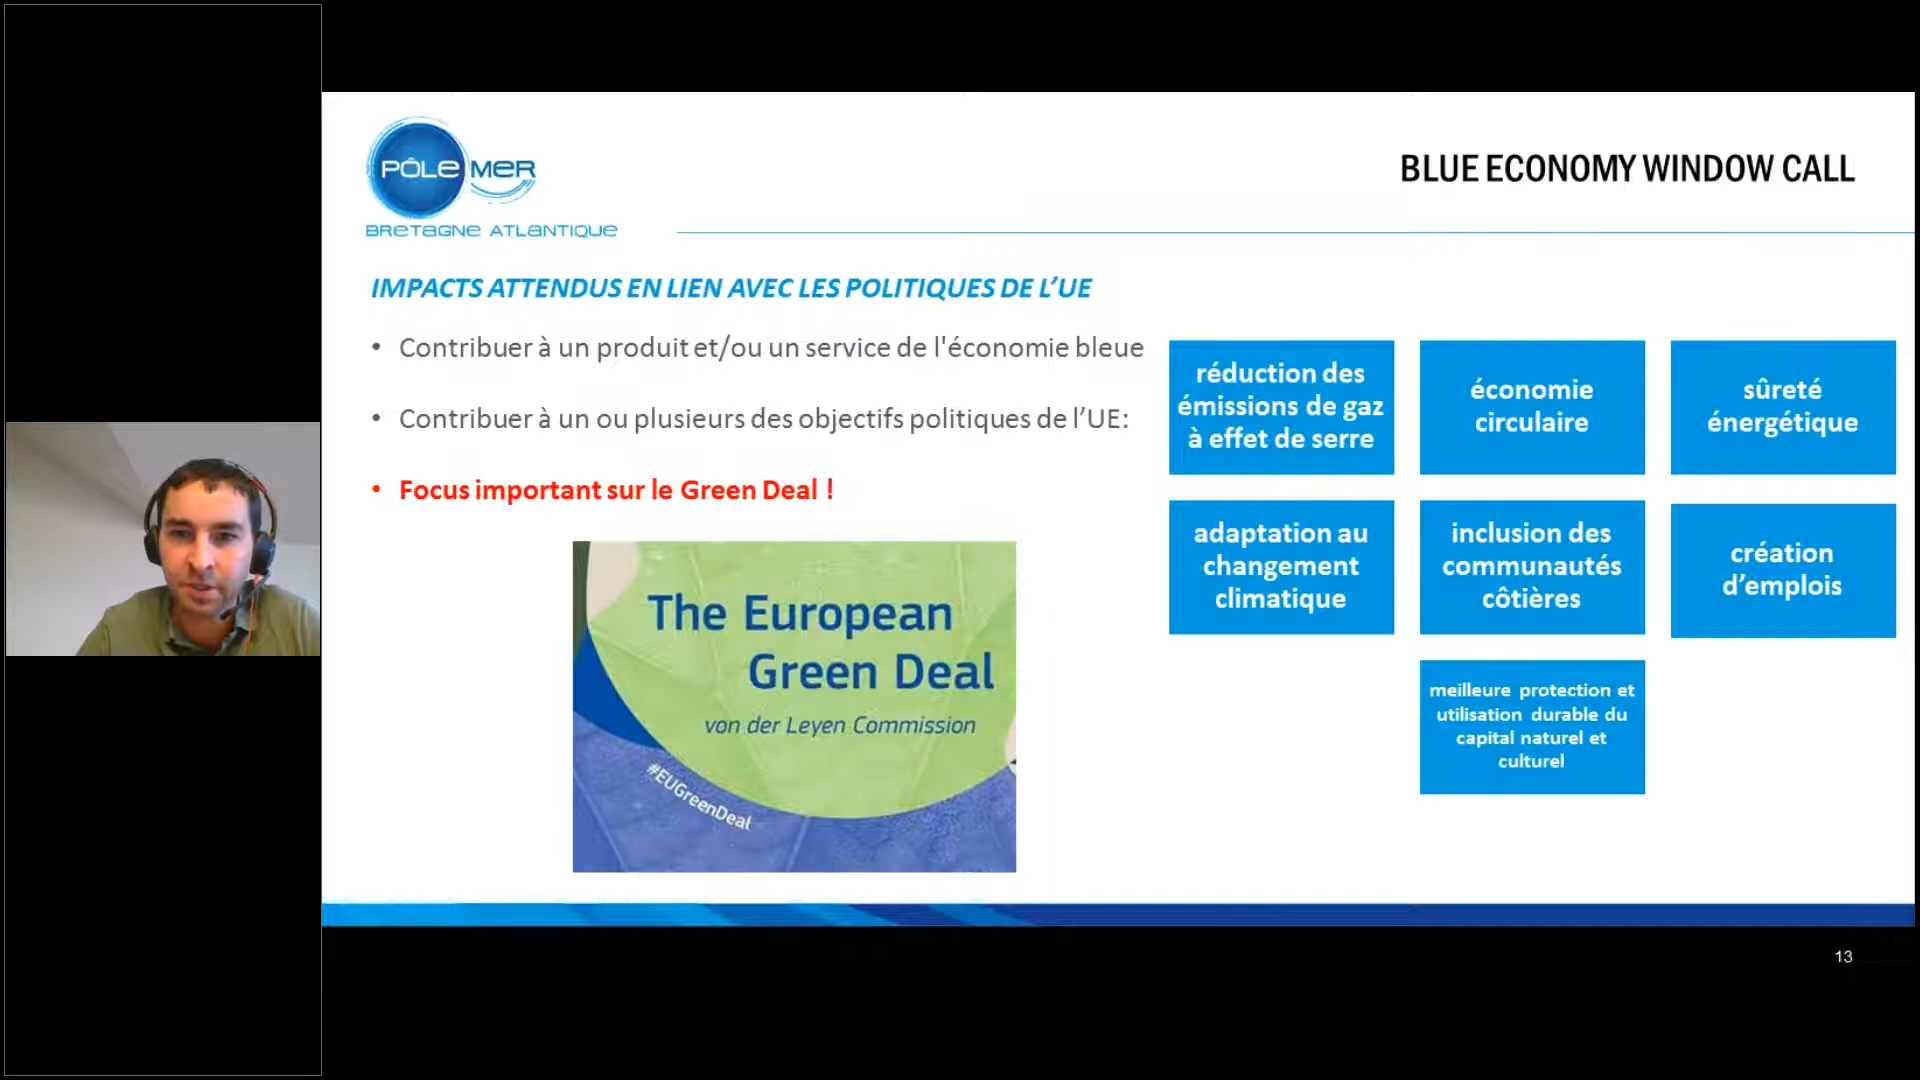 PÔLE MER
BRETAGNE ATLANTIQUE
BLUE ECONOMY WINDOW CALL
IMPACTS ATTENDUS EN LIEN AVEC LES POLITIQUES DE L’UE
• Contribuer à un produit et/ou un service de l'économie bleue
• Contribuer à un ou plusieurs des objectifs politiques de l’UE:
• Focus important sur le Green Deal !
The European
Green Deal
von der Leyen Commission
#EUGreenDeal
réduction des
émissions de gaz
à effet de serre
économie
circulaire
sûreté
énergétique
adaptation au
changement
climatique
inclusion des
communautés
côtières
création
d’emplois
meilleure protection et
utilisation durable du
capital naturel et
culturel
13